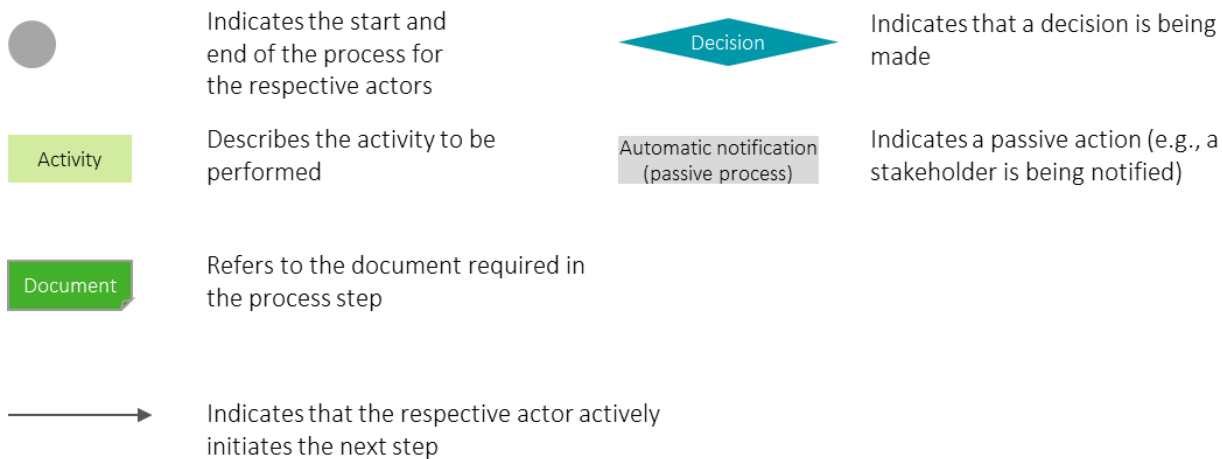 Indicates the start and
end of the process for
the respective actors
Decision
Indicates that a decision is being
made
Activity
Describes the activity to be
performed
Automatic notification
(passive process)
Indicates a passive action (e.g., a
stakeholder is being notified)
Document
Refers to the document required in
the process step
Indicates that the respective actor actively
initiates the next step